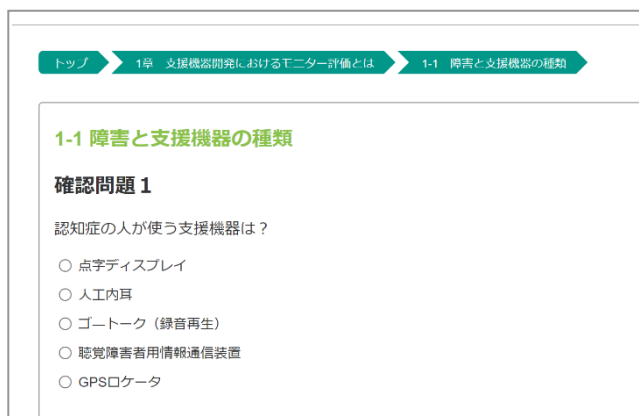 トップ 1章 支援機器開発におけるモニター評価とは 1-1 障害と支援機器の種類
1-1 障害と支援機器の種類
確認問題１
認知症の人が使う支援機器は？
点字ディスプレイ
人工内耳
ゴートーク（録音再生）
聴覚障害者用情報通信装置
GPSロケータ